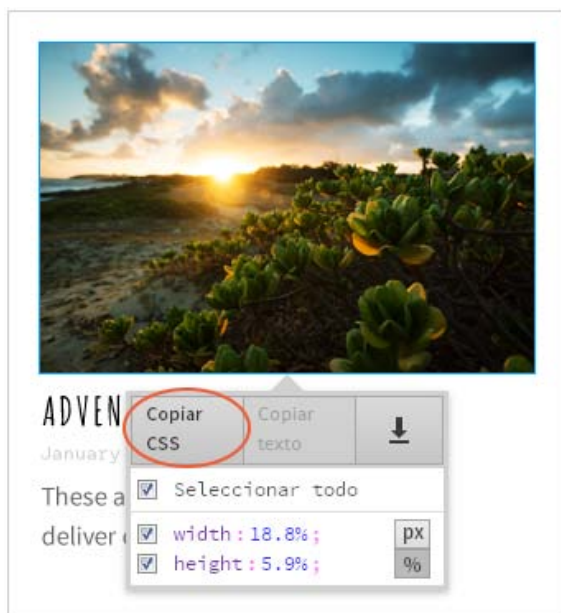 ADVEN
Copiar
CSS
Copiar
texto
January
Seleccionar todo
These a
width:18.8%;
px
deliver
height:5.9%;
%